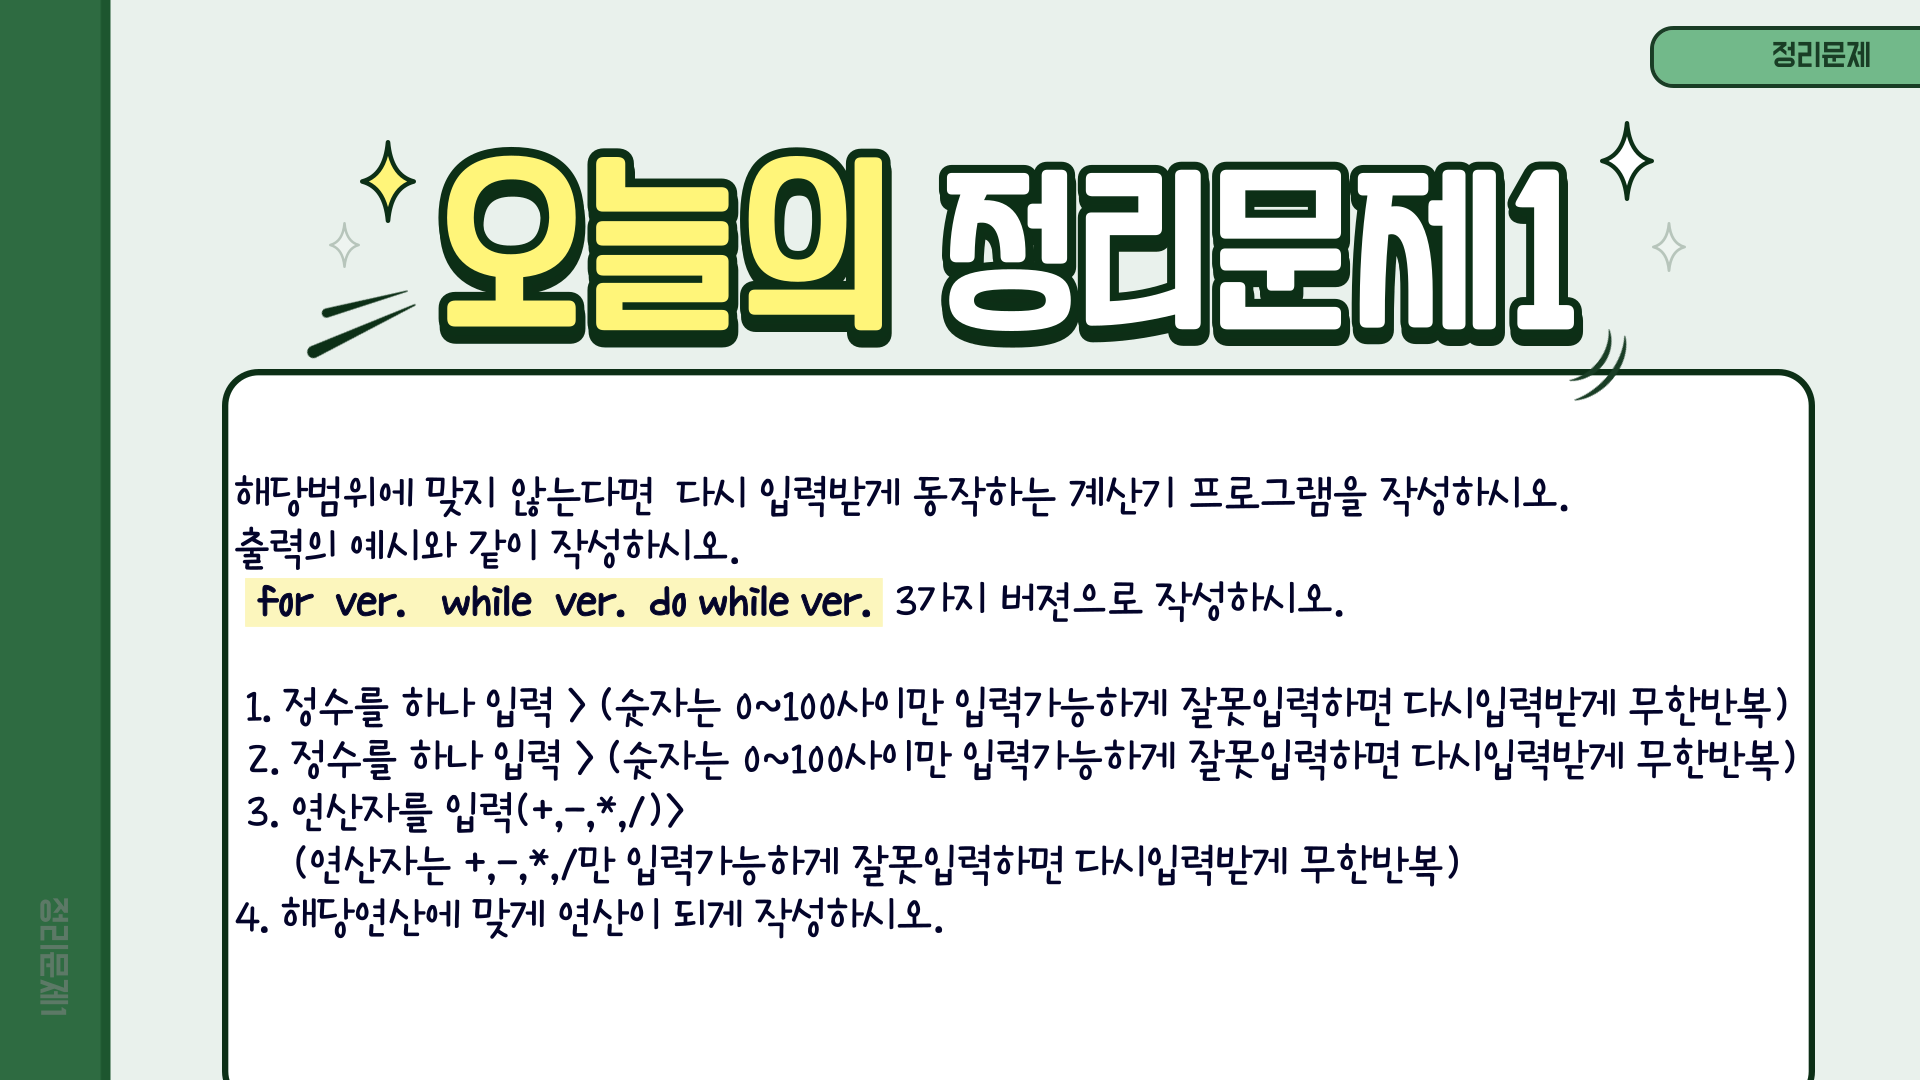 정리문제
오늘의 정리문제1
해당범위에 맞지 않는다면 다시 입력받게 동작하는 계산기 프로그램을 작성하시오.
출력의 예시와 같이 작성하시오.
for ver. while ver. do while ver. 3가지 버젼으로 작성하시오.
1. 정수를 하나 입력 > (숫자는 0~100사이만 입력가능하게 잘못입력하면 다시입력받게 무한반복)
2. 정수를 하나 입력 > (숫자는 0~100사이만 입력가능하게 잘못입력하면 다시입력받게 무한반복)
3. 연산자를 입력(+,-,*,/)>
(연산자는 +,-,*,/만 입력가능하게 잘못입력하면 다시입력받게 무한반복)
4. 해당연산에 맞게 연산이 되게 작성하시오.
정리문제1